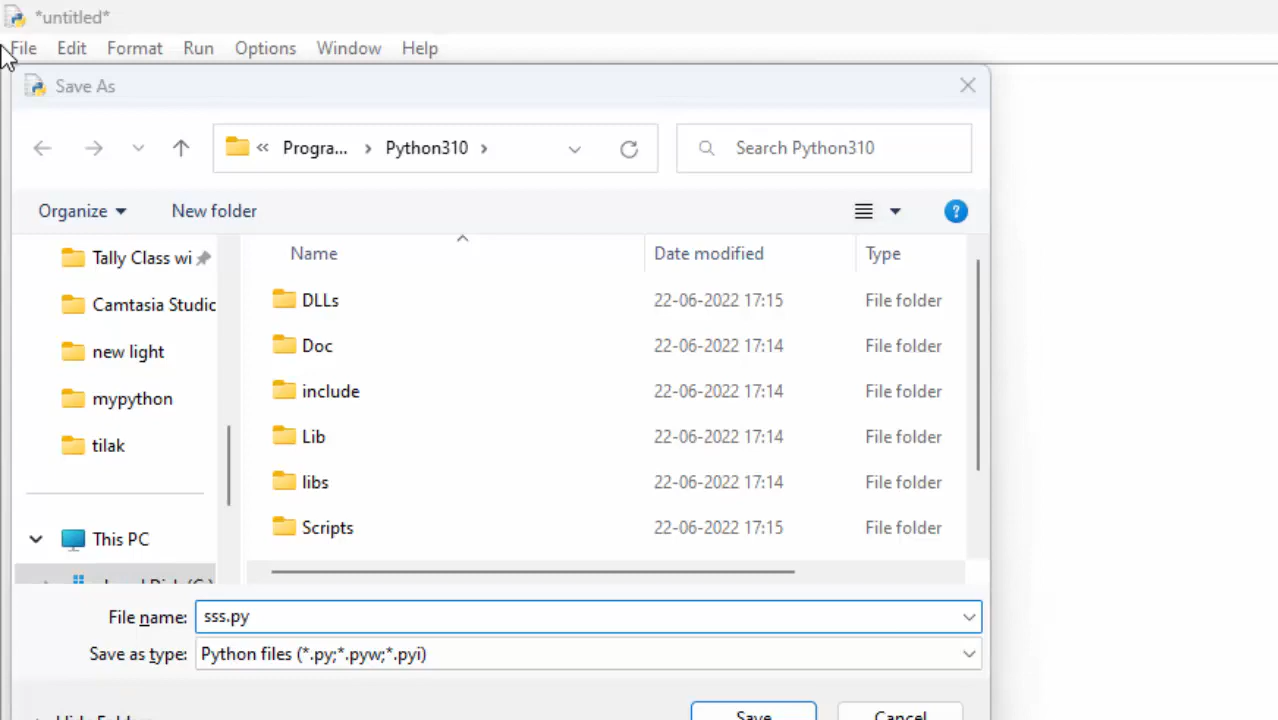 *untitled*
File Edit Format Run Options Window Help
Save As
« Progra... › Python310 › Search Python310
Organize New folder ?
Name Date modified Type
Tally Class wi
Camtasia Studic
new light
mypython
tilak
This PC
DLLs 22-06-2022 17:15 File folder
Doc 22-06-2022 17:14 File folder
include 22-06-2022 17:14 File folder
Lib 22-06-2022 17:14 File folder
libs 22-06-2022 17:14 File folder
Scripts 22-06-2022 17:15 File folder
File name: sss.py
Save as type: Python files (*.py;*.pyw;*.pyi)
Save Cancel